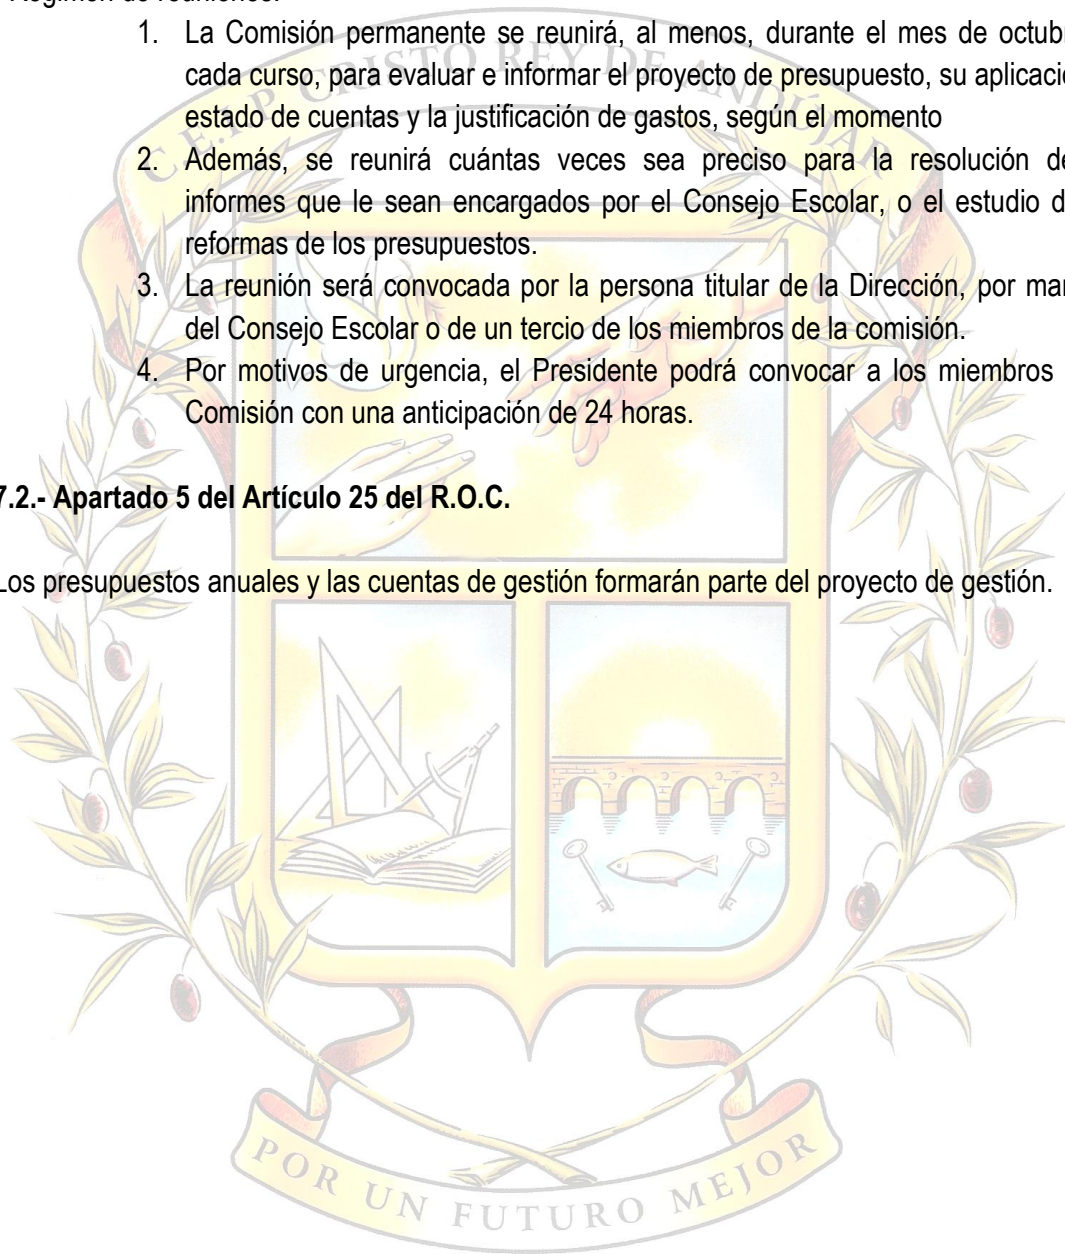 Régimen de reuniones:
1. La Comisión permanente se reunirá, al menos, durante el mes de octubr
cada curso, para evaluar e informar el proyecto de presupuesto, su aplicació
estado de cuentas y la justificación de gastos, según el momento
2. Además, se reunirá cuántas veces sea preciso para la resolución de
informes que le sean encargados por el Consejo Escolar, o el estudio d
reformas de los presupuestos.
3. La reunión será convocada por la persona titular de la Dirección, por mar
del Consejo Escolar o de un tercio de los miembros de la comisión.
4. Por motivos de urgencia, el Presidente podrá convocar a los miembros
Comisión con una anticipación de 24 horas.
7.2.- Apartado 5 del Artículo 25 del R.O.C.
Los presupuestos anuales y las cuentas de gestión formarán parte del proyecto de gestión.
C.E.I.P. CRISTO REY DE ANDÚJAR
POR UN FUTURO MEJOR